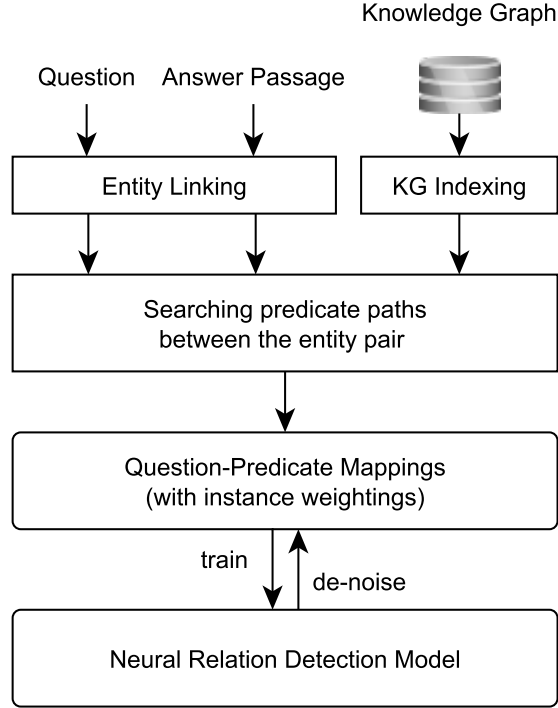 Knowledge Graph
Question
Answer Passage
Entity Linking
KG Indexing
Searching predicate paths
between the entity pair
Question-Predicate Mappings
(with instance weightings)
train
de-noise
Neural Relation Detection Model